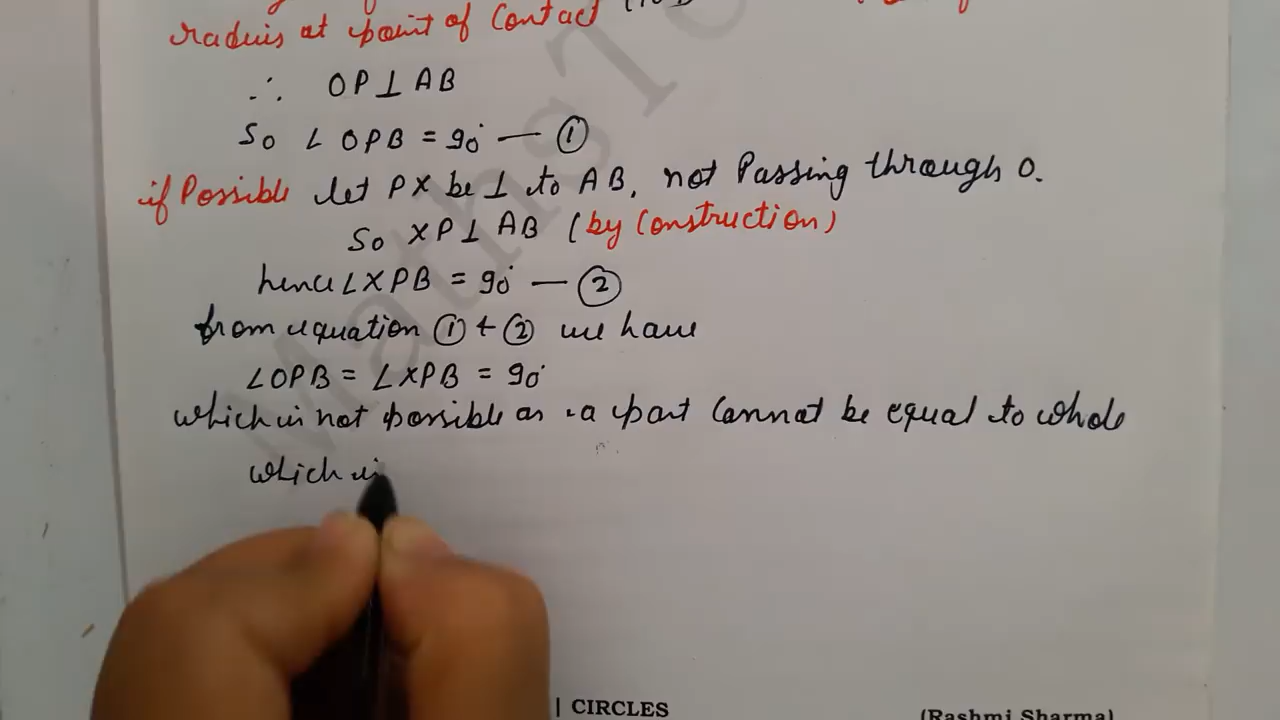 radius at point of Contact
∴ OP⊥AB
So ∠OPB = 90° — ①
if Possible let PX be ⊥ to AB, not Passing through O.
So XP⊥AB (by Construction)
hence ∠XPB = 90° — ②
from equation ① + ② we have
∠OPB = ∠XPB = 90°
which is not possible as a part Cannot be equal to whole
which is
| CIRCLES
(Rashmi Sharma)